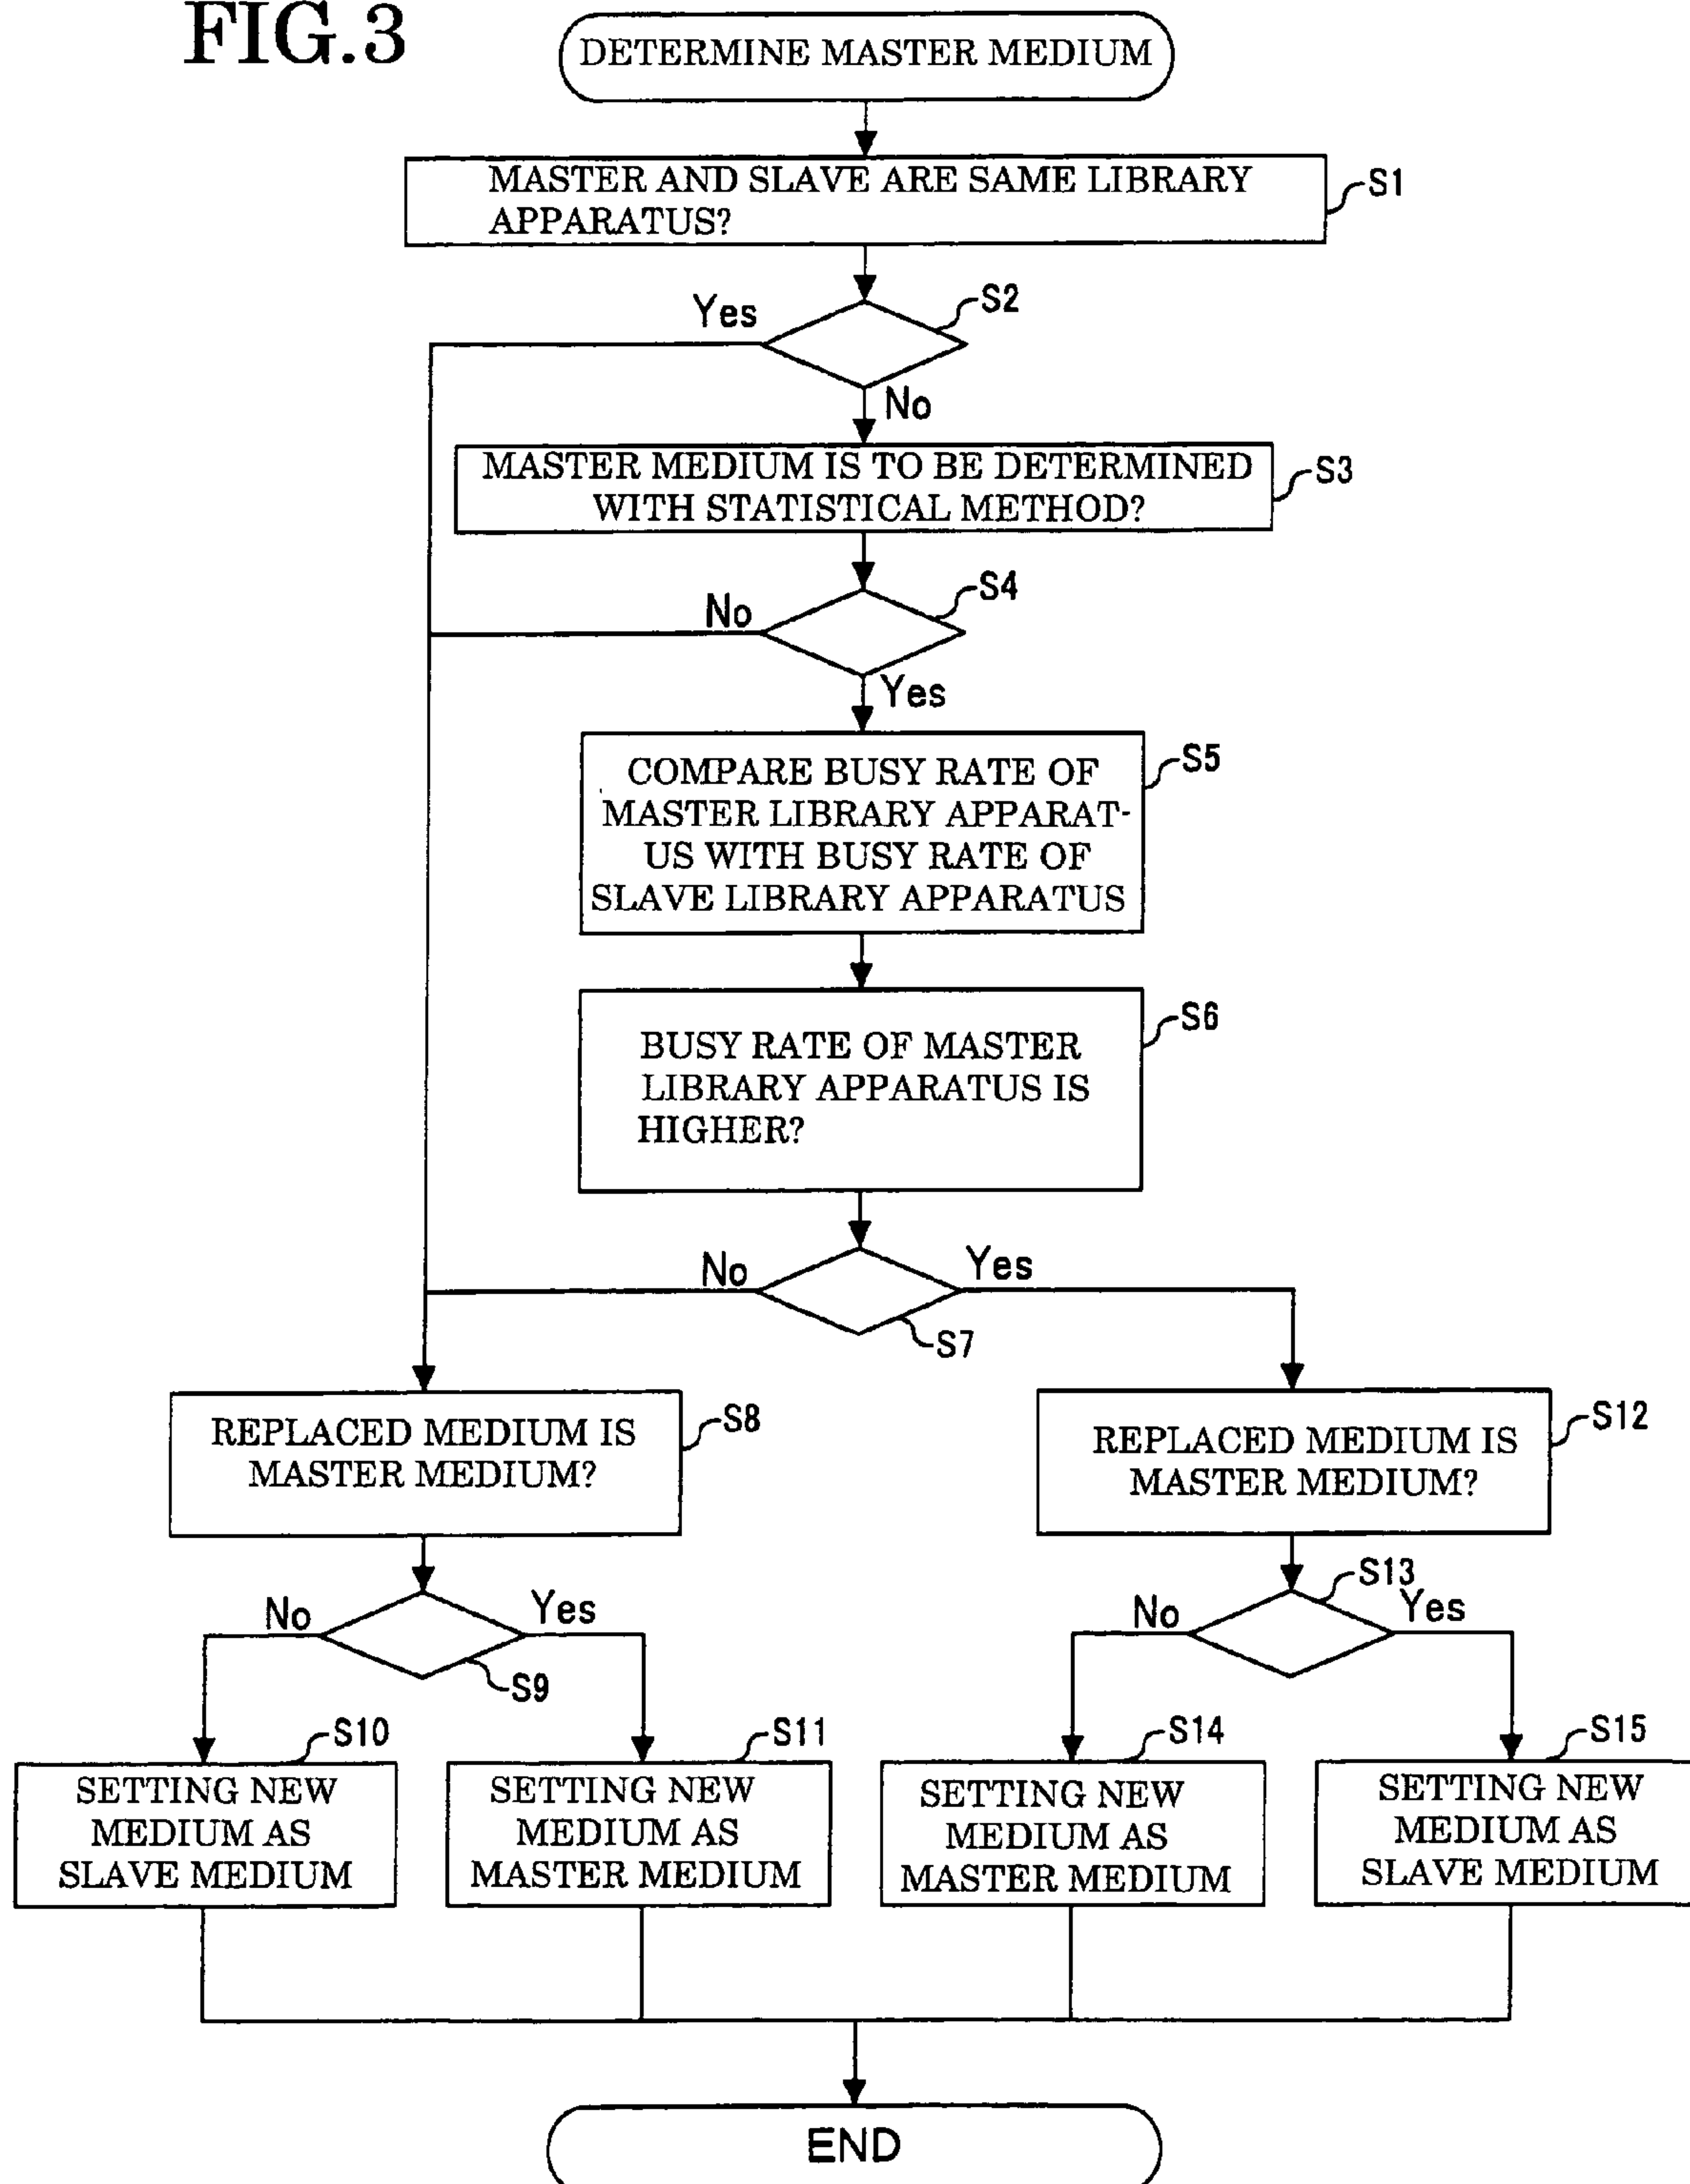 FIG.3
DETERMINE MASTER MEDIUM
MASTER AND SLAVE ARE SAME LIBRARY
APPARATUS?
S1
S2
Yes
No
MASTER MEDIUM IS TO BE DETERMINED
WITH STATISTICAL METHOD?
S3
S4
No
Yes
COMPARE BUSY RATE OF
MASTER LIBRARY APPARAT-
US WITH BUSY RATE OF
SLAVE LIBRARY APPARATUS
S5
BUSY RATE OF MASTER
LIBRARY APPARATUS IS
HIGHER?
S6
No
Yes
S7
REPLACED MEDIUM IS
MASTER MEDIUM?
S8
REPLACED MEDIUM IS
MASTER MEDIUM?
S12
No
Yes
S9
S13
No
Yes
S10
SETTING NEW
MEDIUM AS
SLAVE MEDIUM
S11
SETTING NEW
MEDIUM AS
MASTER MEDIUM
S14
SETTING NEW
MEDIUM AS
MASTER MEDIUM
S15
SETTING NEW
MEDIUM AS
SLAVE MEDIUM
END